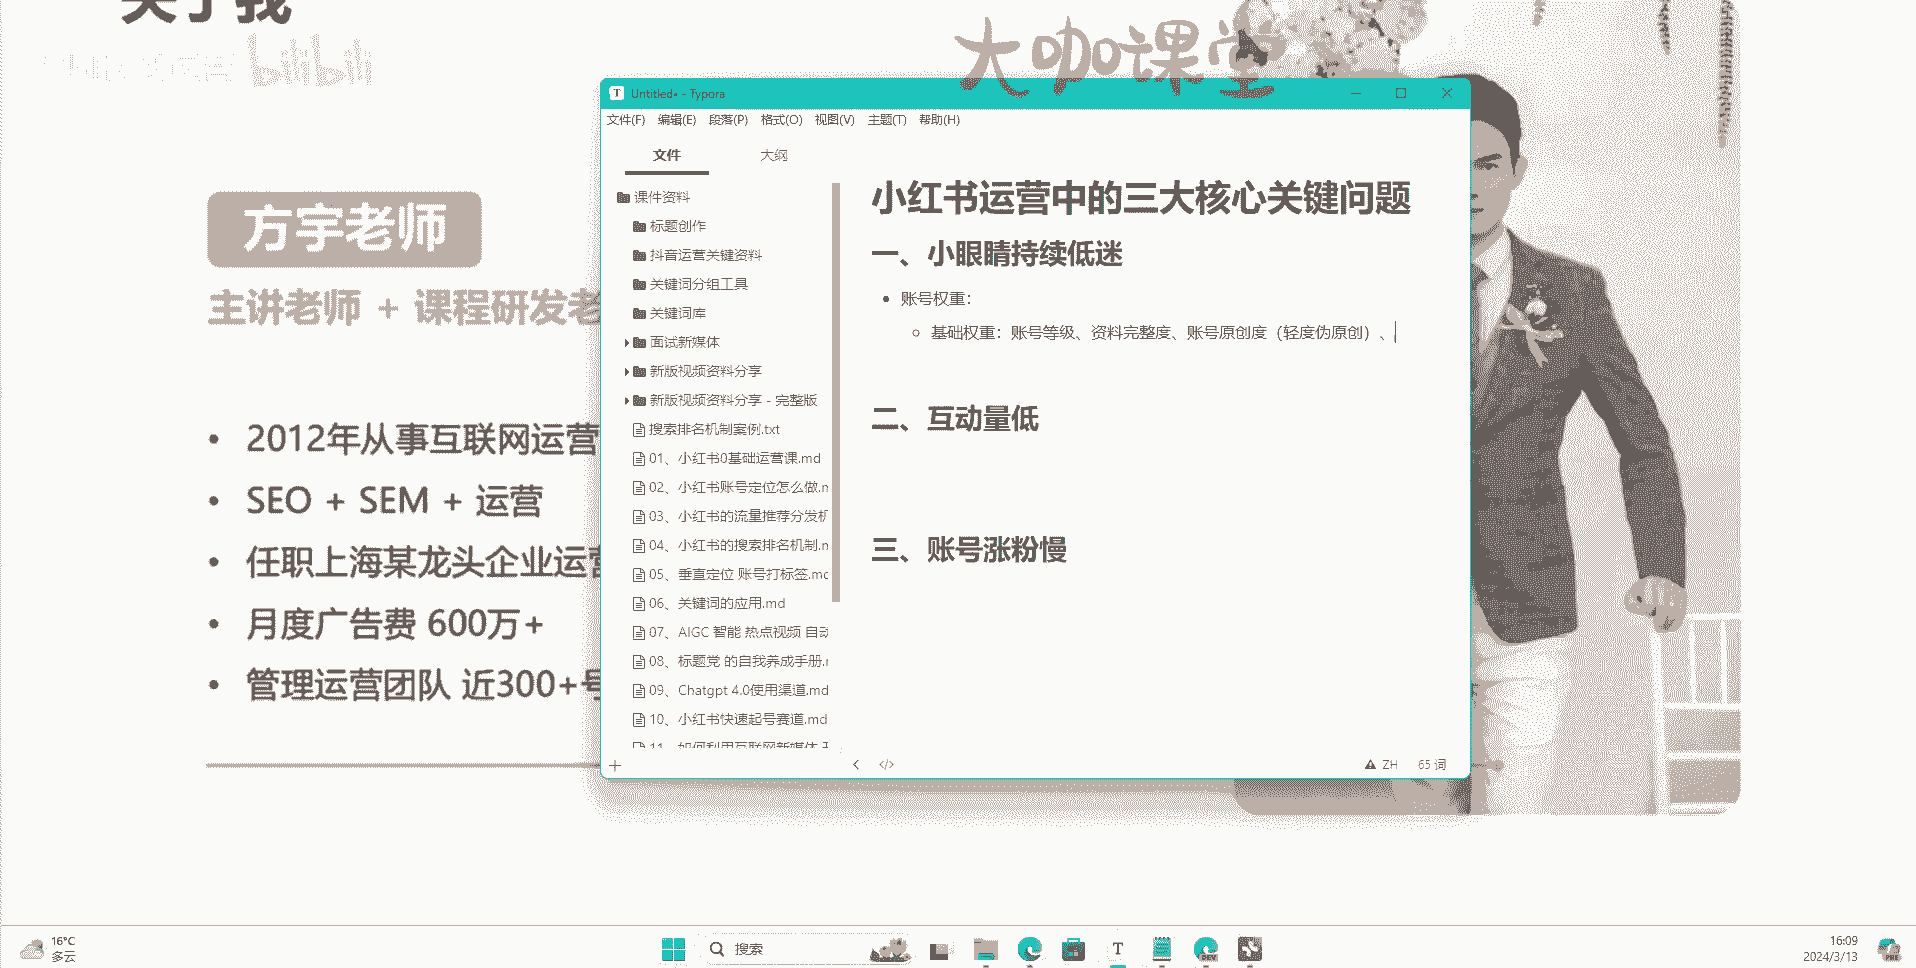 关于我
bilibili
大咖课堂
方宇老师
主讲老师 + 课程研发老
2012年从事互联网运营
SEO + SEM + 运营
任职上海某龙头企业运营
月度广告费 600万+
管理运营团队 近300+号
Untitled• - Typora
文件(F) 编辑(E) 段落(P) 格式(O) 视图(V) 主题(T) 帮助(H)
文件 大纲
课件资料
标题创作
抖音运营关键资料
关键词分组工具
关键词库
面试新媒体
新版视频资料分享
新版视频资料分享 - 完整版
搜索排名机制案例.txt
01、小红书0基础运营课.md
02、小红书账号定位怎么做.m
03、小红书的流量推荐分发机
04、小红书的搜索排名机制.m
05、垂直定位 账号打标签.md
06、关键词的应用.md
07、AIGC 智能 热点视频 自动
08、标题党 的自我养成手册.m
09、Chatgpt 4.0使用渠道.md
10、小红书快速起号赛道.md
11、如何利用互联网新媒体
小红书运营中的三大核心关键问题
一、小眼睛持续低迷
账号权重：
基础权重：账号等级、资料完整度、账号原创度（轻度伪原创）、
二、互动量低
三、账号涨粉慢
ZH 65 词
16°C
多云
搜索
T
DEV
16:09
2024/3/13
PRE